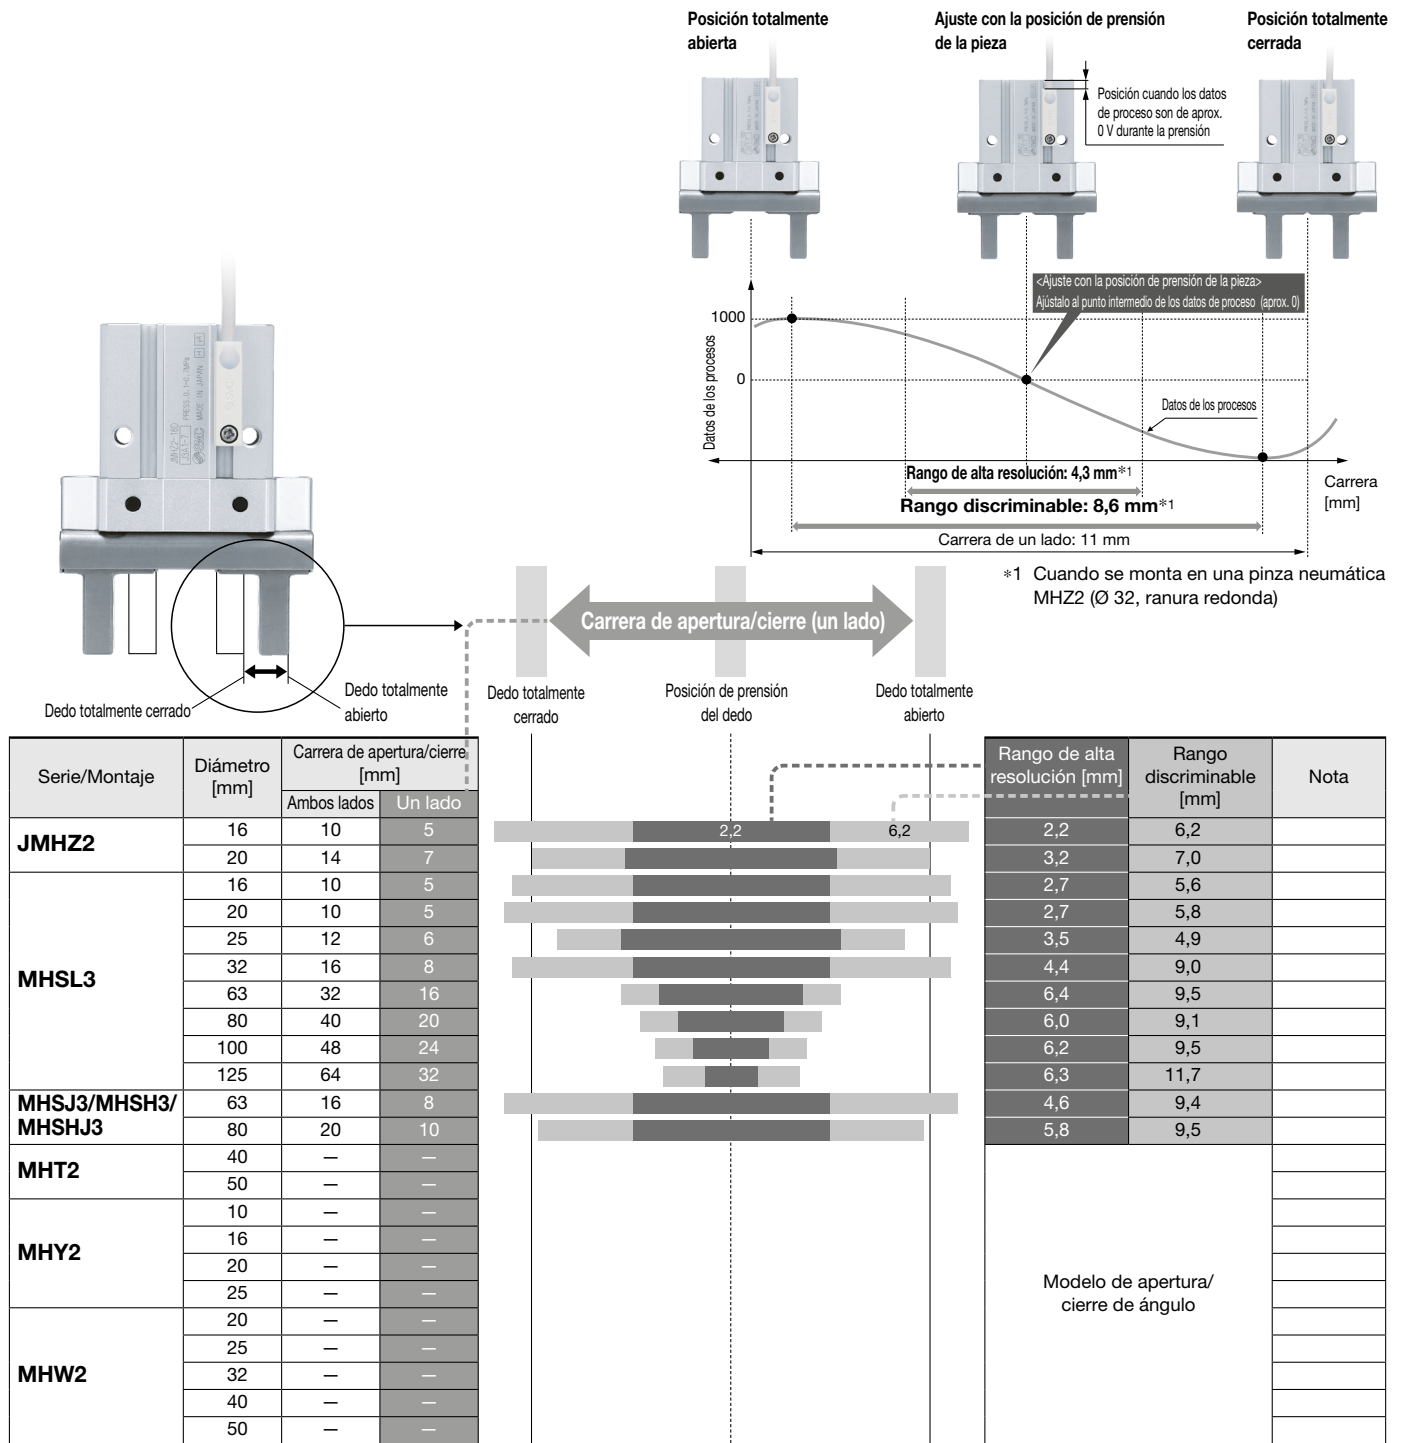 Posición totalmente
abierta
Ajuste con la posición de prensión
de la pieza
Posición totalmente
cerrada
Posición cuando los datos
de proceso son de aprox.
0 V durante la prensión
<Ajuste con la posición de prensión de la pieza>
Ajústalo al punto intermedio de los datos de proceso (aprox. 0)
1000
0
Datos de los procesos
Datos de los procesos
Rango de alta resolución: 4,3 mm*1
Rango discriminable: 8,6 mm*1
Carrera de un lado: 11 mm
Carrera
[mm]
*1 Cuando se monta en una pinza neumática
MHZ2 (Ø 32, ranura redonda)
JMHZ2-16D
PRESS.0.1~0.7MPa
MADE IN JAPAN
Dedo totalmente cerrado
Dedo totalmente
abierto
Carrera de apertura/cierre (un lado)
Dedo totalmente
cerrado
Posición de prensión
del dedo
Dedo totalmente
abierto
Serie/Montaje Diámetro [mm] Carrera de apertura/cierre [mm] Rango de alta resolución [mm] Rango discriminable [mm] Nota
Ambos lados Un lado
JMHZ2 16 10 5 2,2 6,2 2,2 6,2
20 14 7 3,2 7,0
MHSL3 16 10 5 2,7 5,6
20 10 5 2,7 5,8
25 12 6 3,5 4,9
32 16 8 4,4 9,0
63 32 16 6,4 9,5
80 40 20 6,0 9,1
100 48 24 6,2 9,5
125 64 32 6,3 11,7
MHSJ3/MHSH3/
MHSHJ3 63 16 8 4,6 9,4
80 20 10 5,8 9,5
MHT2 40 — —
50 — —
MHY2 10 — —
16 — —
20 — —
25 — —
Modelo de apertura/
cierre de ángulo
MHW2 20 — —
25 — —
32 — —
40 — —
50 — —